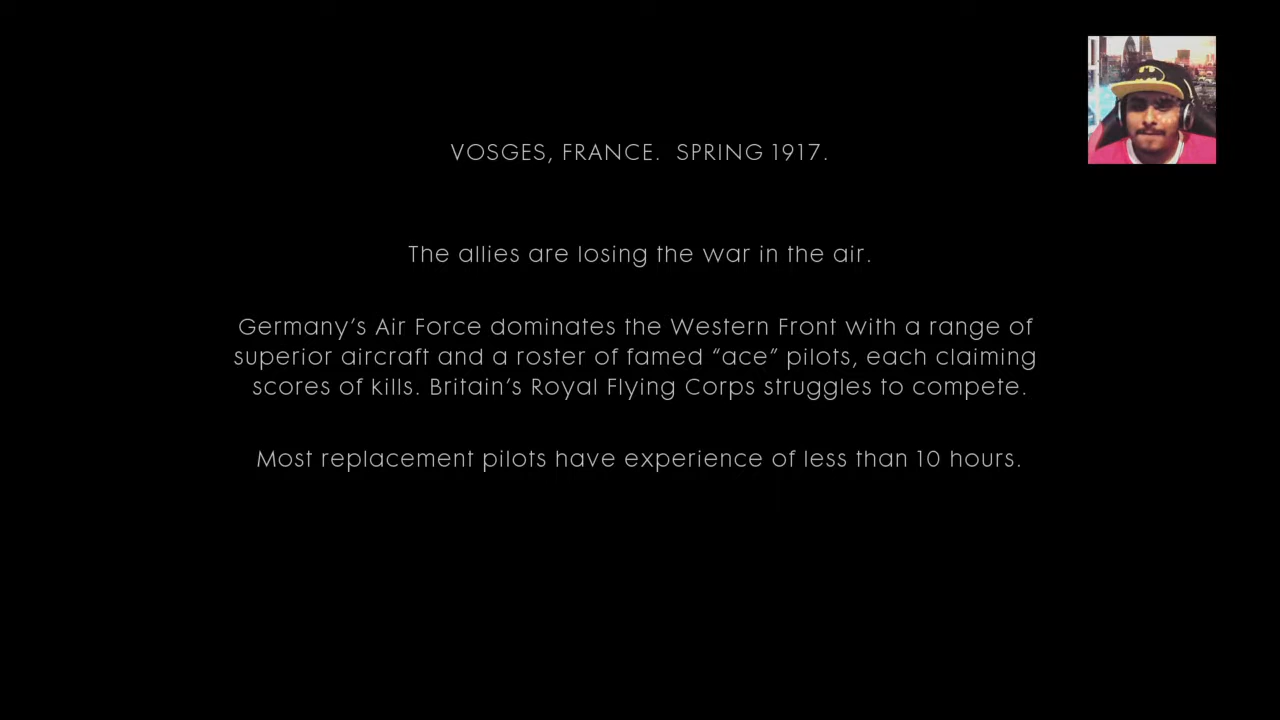 VOSGES, FRANCE. SPRING 1917.
The allies are losing the war in the air.
Germany’s Air Force dominates the Western Front with a range of
superior aircraft and a roster of famed “ace” pilots, each claiming
scores of kills. Britain’s Royal Flying Corps struggles to compete.
Most replacement pilots have experience of less than 10 hours.